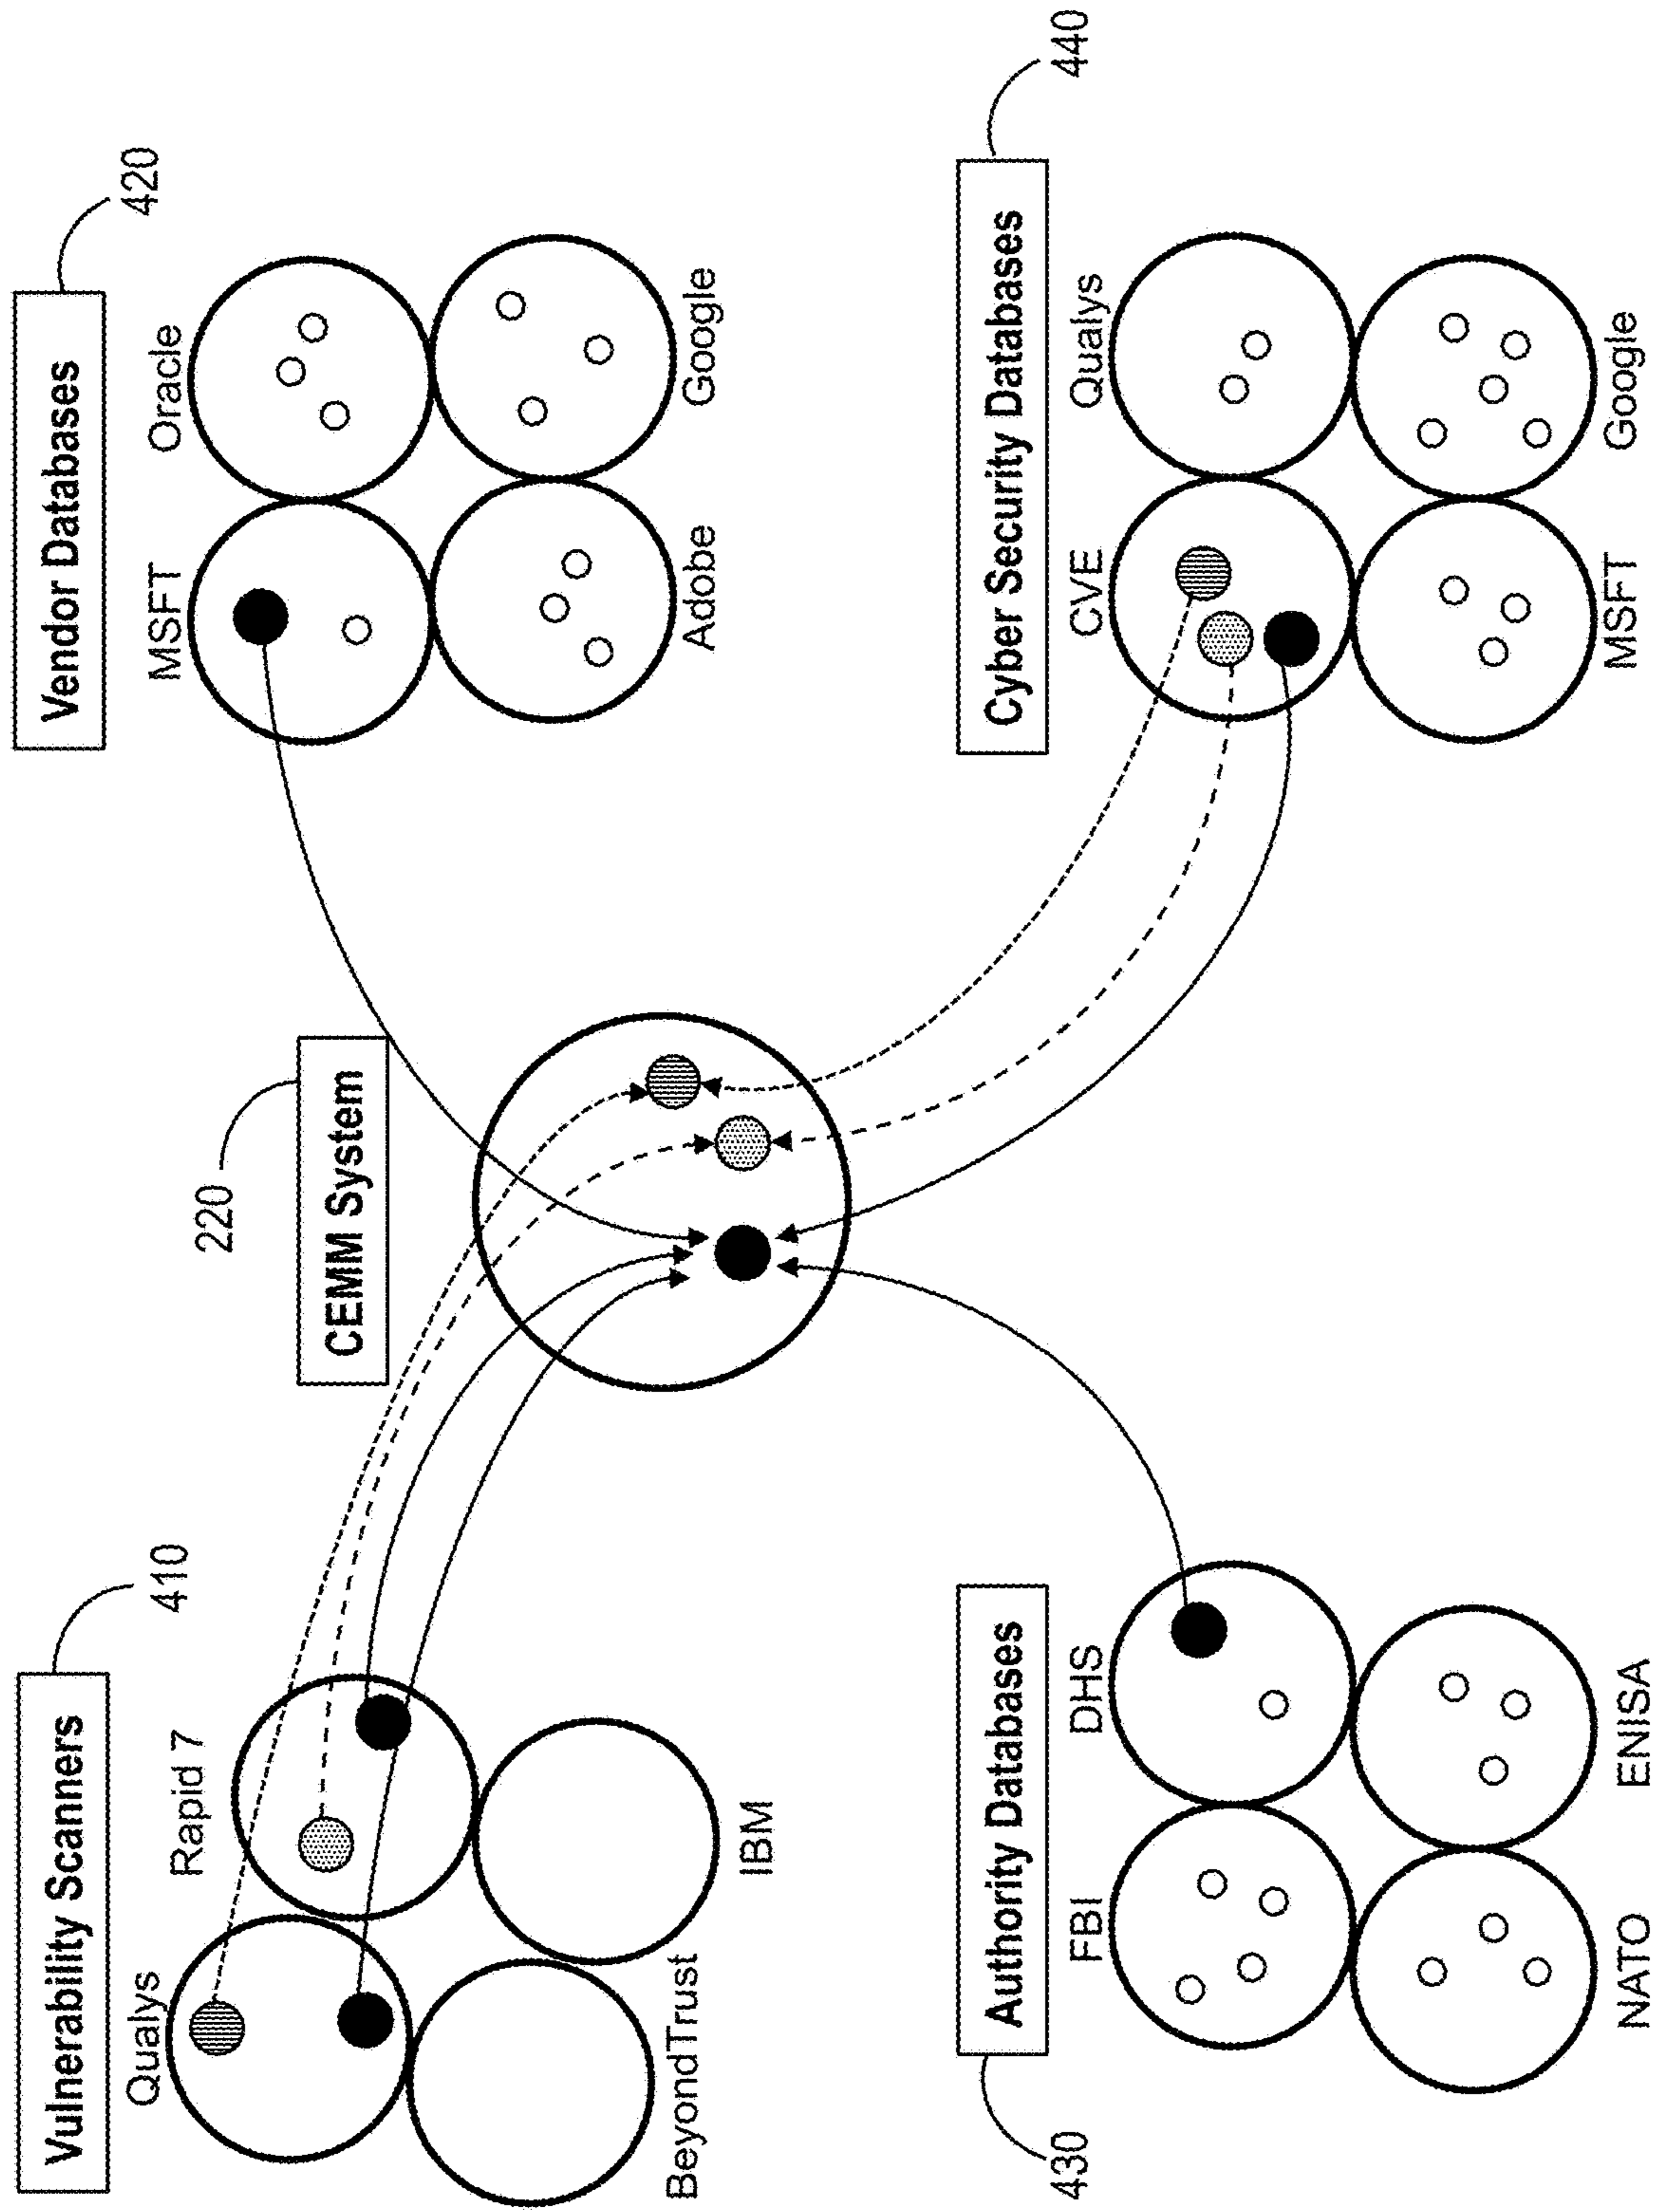 Vulnerability Scanners
410
Qualys
Rapid 7
BeyondTrust
IBM
220
CEMM System
Vendor Databases
420
MSFT
Oracle
Adobe
Google
430
Authority Databases
FBI
DHS
NATO
ENISA
Cyber Security Databases
440
CVE
Qualys
MSFT
Google